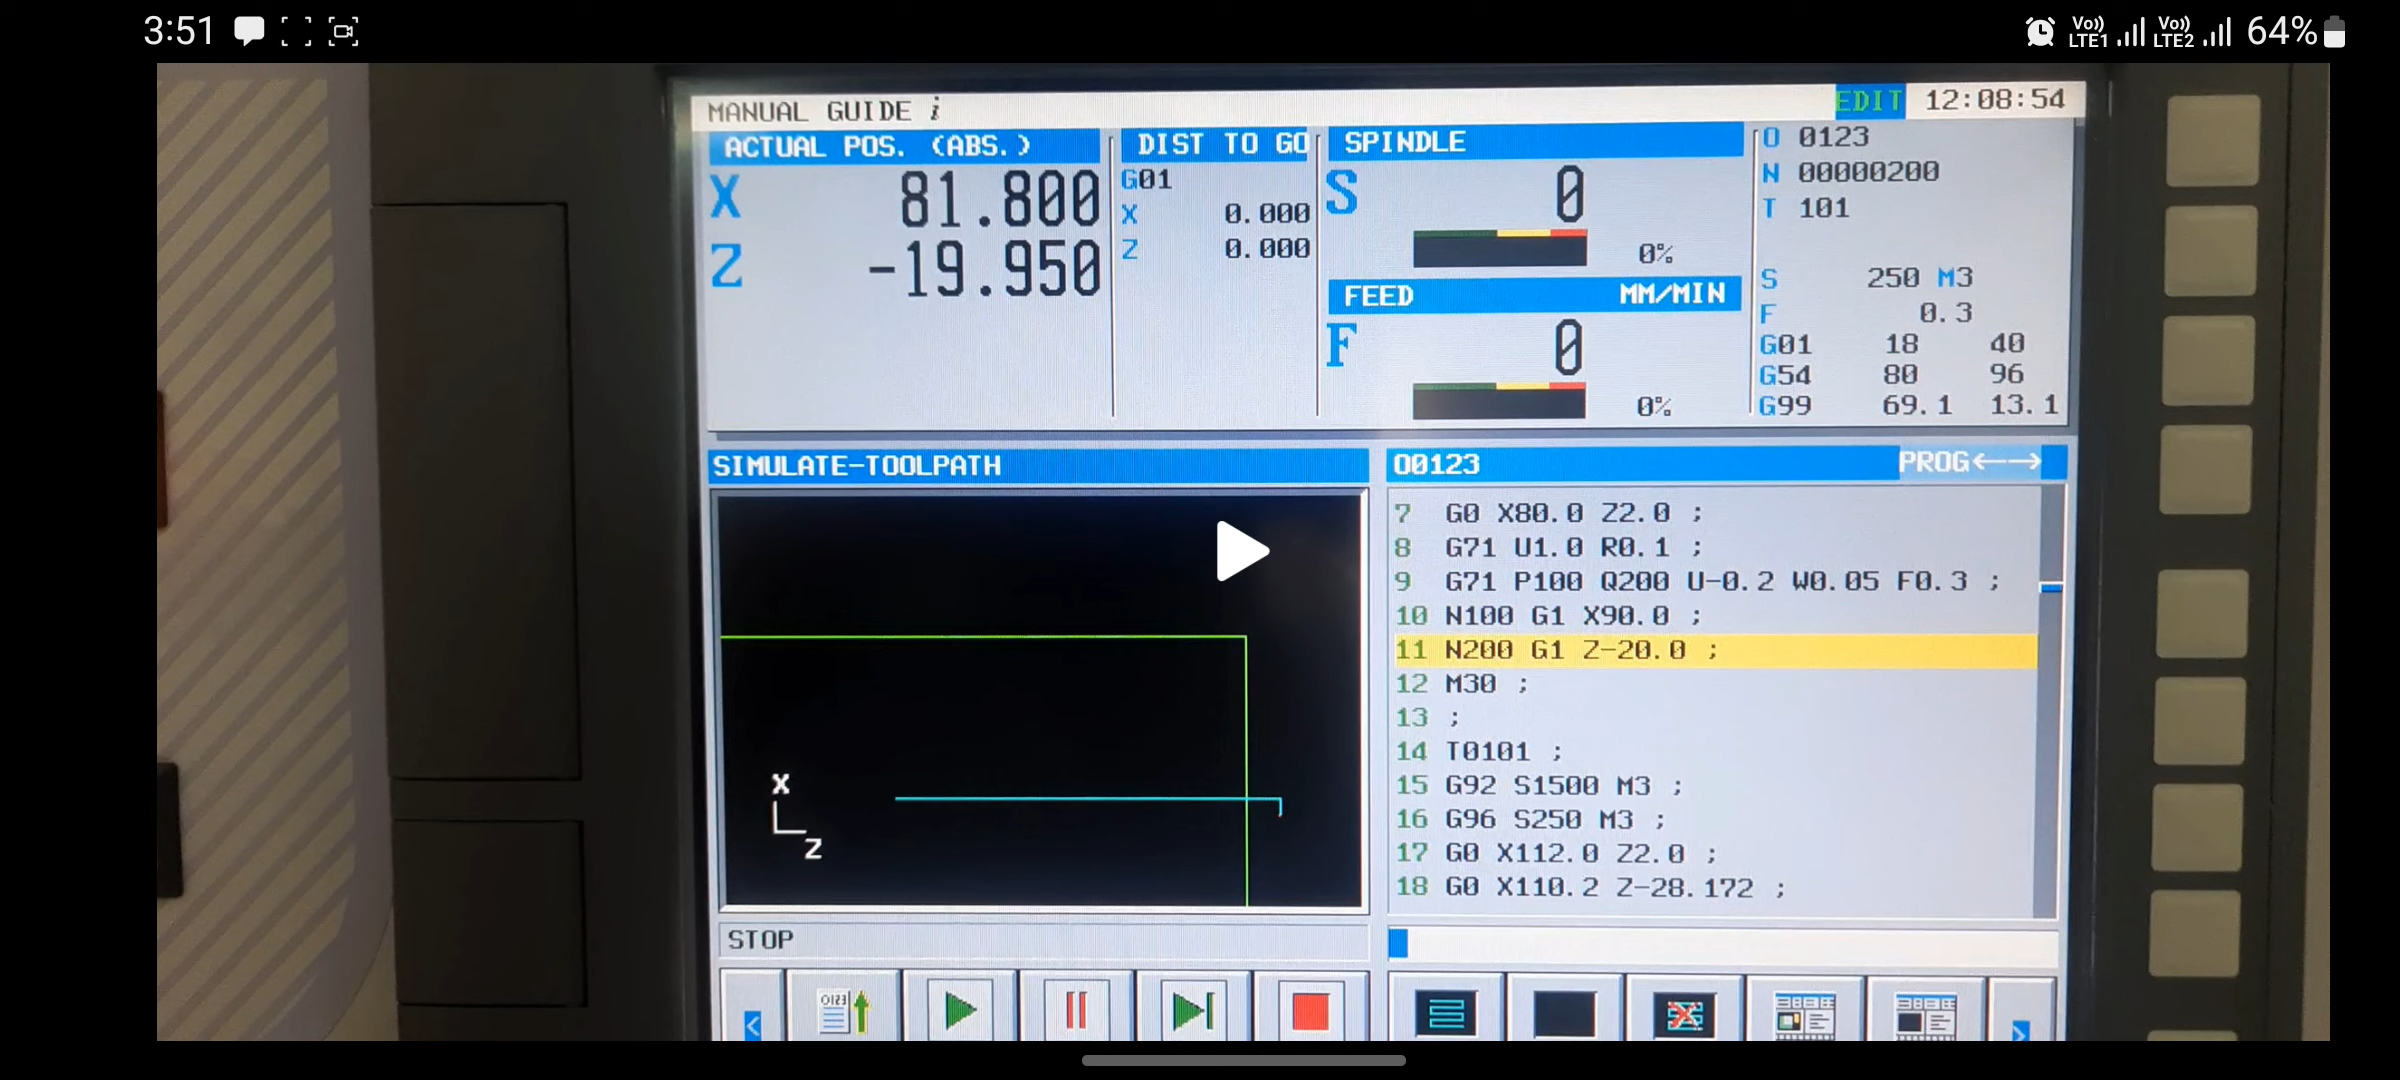 3:51 Vo)) LTE1 Vo)) LTE2 64%
MANUAL GUIDE i EDIT 12:08:54
ACTUAL POS. (ABS.) DIST TO GO SPINDLE O 0123
X 81.800 G01 S 0 N 00000200
X 0.000 T 101
Z -19.950 Z 0.000 0%
S 250 M3
FEED MM/MIN
F 0.3
F 0 G01 18 40
G54 80 96
0% G99 69.1 13.1
SIMULATE-TOOLPATH O0123 PROG←→
7 G0 X80.0 Z2.0 ;
8 G71 U1.0 R0.1 ;
9 G71 P100 Q200 U-0.2 W0.05 F0.3 ;
10 N100 G1 X90.0 ;
11 N200 G1 Z-20.0 ;
12 M30 ;
13 ;
14 T0101 ;
15 G92 S1500 M3 ;
16 G96 S250 M3 ;
17 G0 X112.0 Z2.0 ;
18 G0 X110.2 Z-28.172 ;
X
Z
STOP
< O123 >